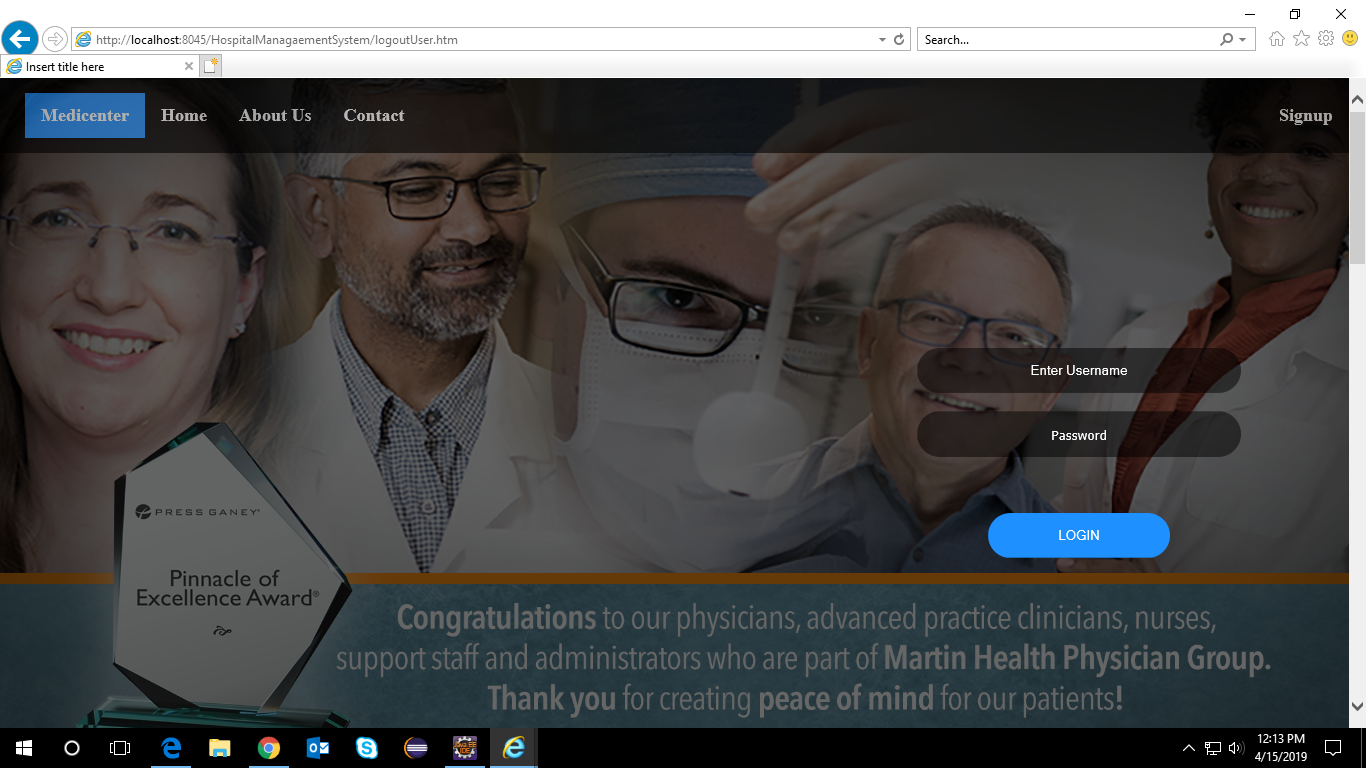 http://localhost:8045/HospitalManagaementSystem/logoutUser.htm
Search...
Insert title here
Medicenter Home About Us Contact Signup
Enter Username
Password
LOGIN
PRESS GANEY®
Pinnacle of
Excellence Award®
Congratulations to our physicians, advanced practice clinicians, nurses,
support staff and administrators who are part of Martin Health Physician Group.
Thank you for creating peace of mind for our patients!
12:13 PM
4/15/2019